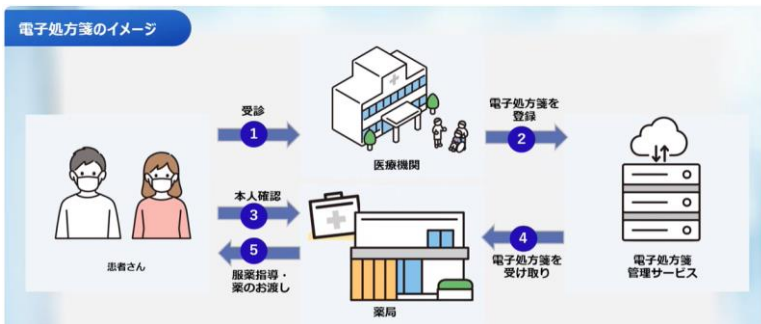 電子処方箋のイメージ
受診
1
医療機関
電子処方箋を
登録
2
患者さん
本人確認
3
5
服薬指導・
薬のお渡し
薬局
4
電子処方箋を
受け取り
電子処方箋
管理サービス